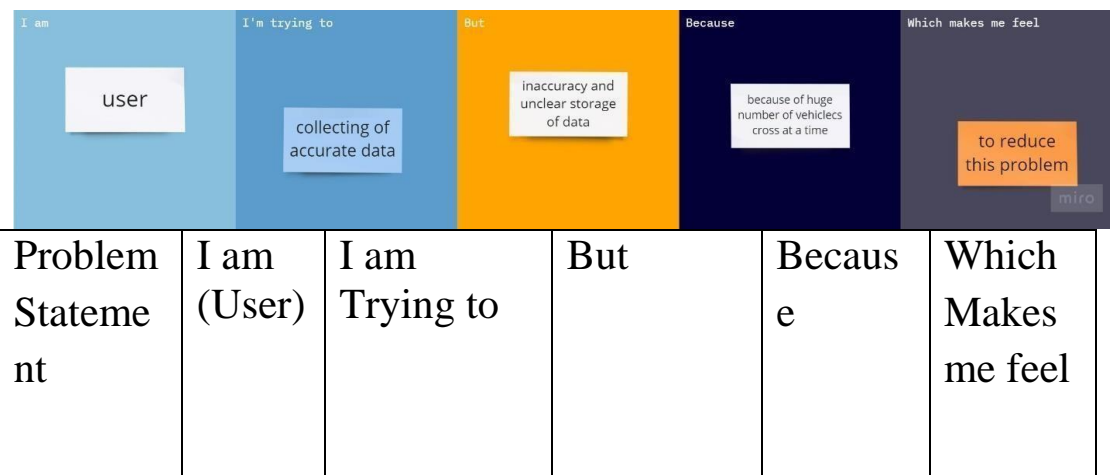 I am
I'm trying to
But
Because
Which makes me feel
user
collecting of
accurate data
inaccuracy and
unclear storage
of data
because of huge
number of vehiclecs
cross at a time
to reduce
this problem
miro
Problem
Stateme
nt
I am
(User)
I am
Trying to
But
Becaus
e
Which
Makes
me feel